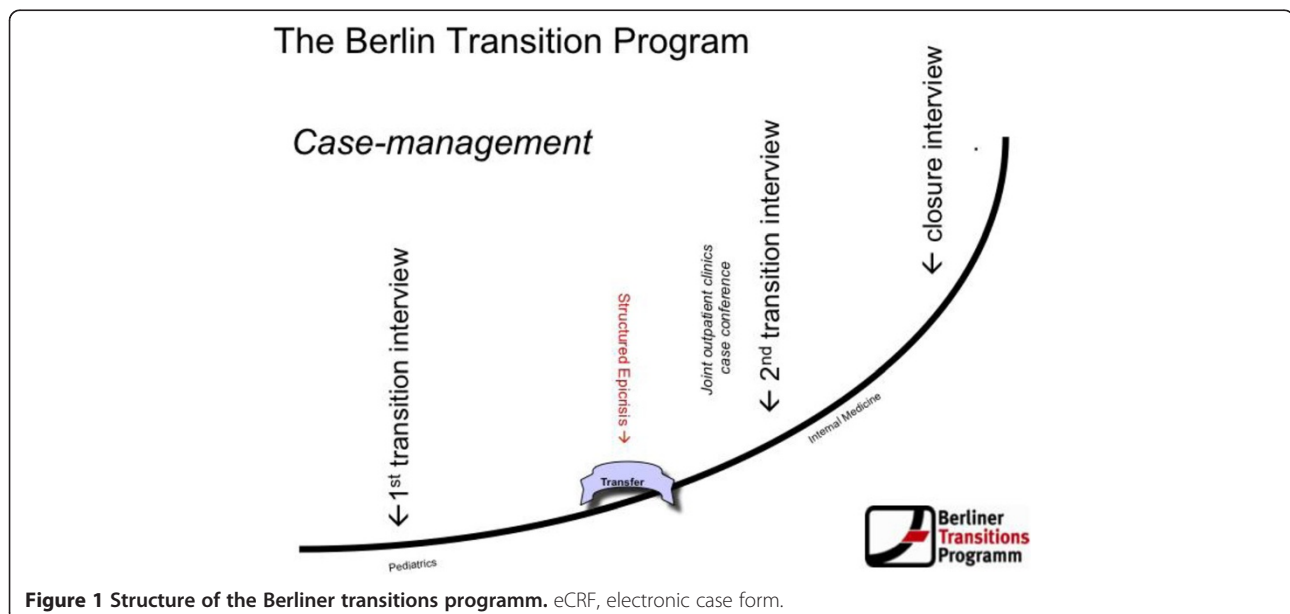 The Berlin Transition Program
Case-management
← 1st transition interview
Structured Epicrisis →
Joint outpatient clinics
case conference
← 2nd transition interview
← closure interview
Transfer
Pediatrics
Internal Medicine
Berliner
Transitions
Programm
Figure 1 Structure of the Berliner transitions programm. eCRF, electronic case form.